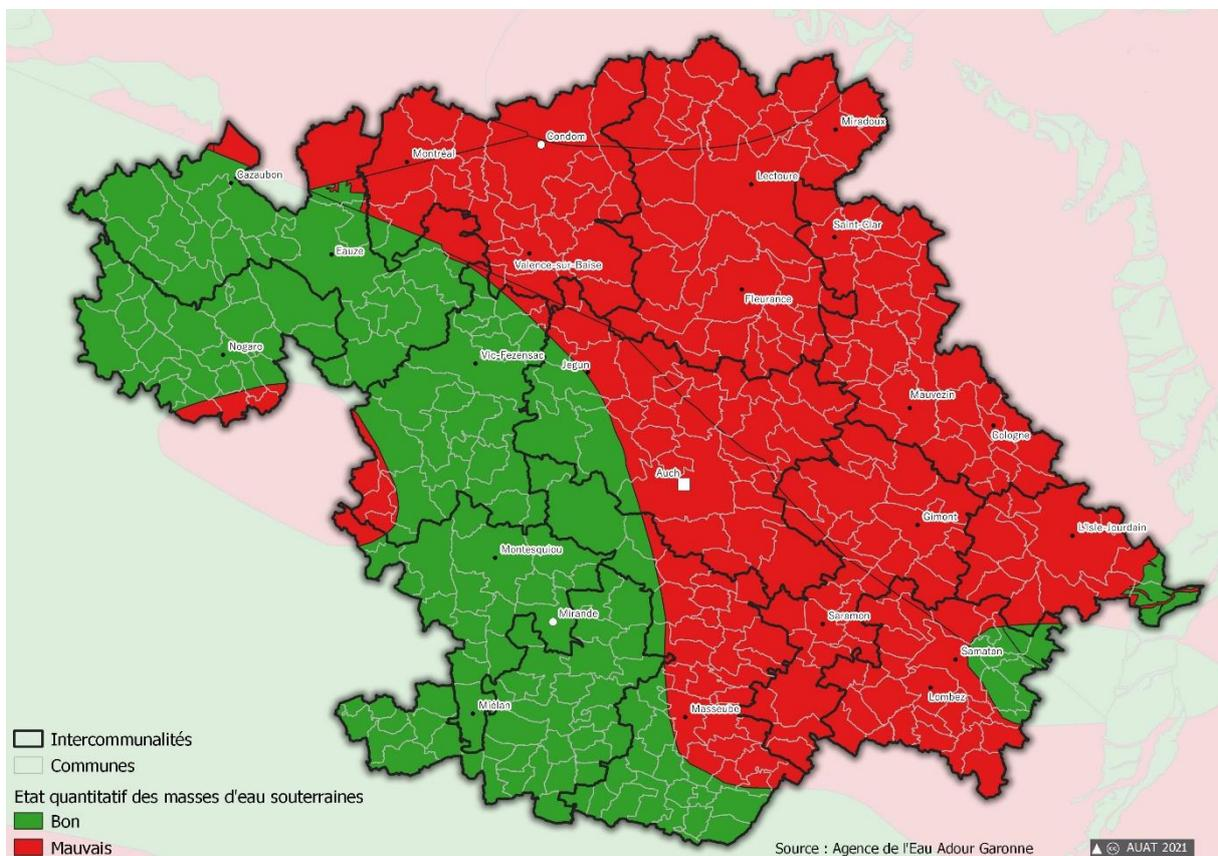 Miradoux
Condom
Montréal
Lectoure
Cazaubon
Saint-Clar
Eauze
Valence-sur-Baïse
Fleurance
Nogaro
Vic-Fezensac
Jegun
Mauvezin
Cologne
Auch
Gimont
L'Isle-Jourdain
Montesquiou
Mirande
Saramon
Samatan
Lombez
Miélan
Masseube
Intercommunalités
Communes
Etat quantitatif des masses d'eau souterraines
Bon
Mauvais
Source : Agence de l'Eau Adour Garonne
cc AUAT 2021